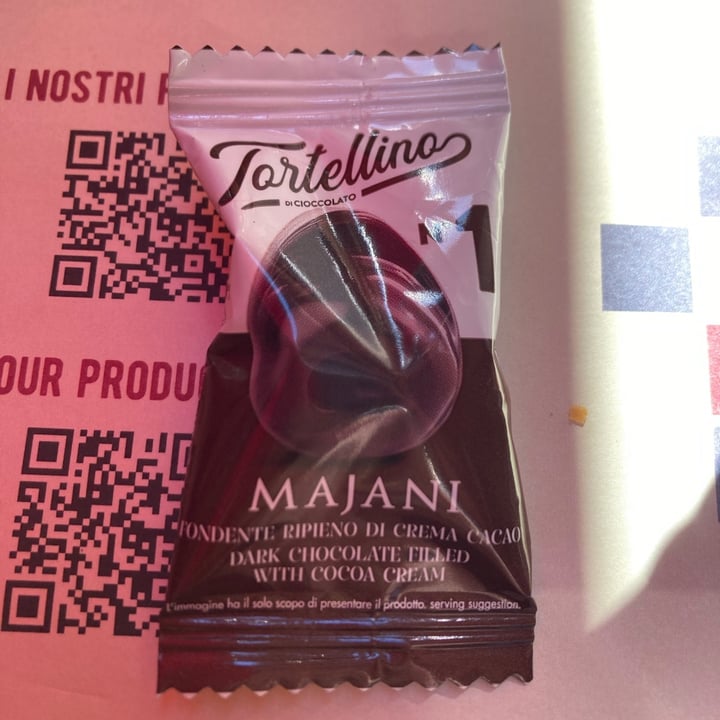 I NOSTRI
Tortellino
DI CIOCCOLATO
N°1
OUR
MAJANI
FONDENTE RIPIENO DI CREMA CACAO
DARK CHOCOLATE FILLED
WITH COCOA CREAM
L'immagine ha il solo scopo di presentare il prodotto. serving suggestion.